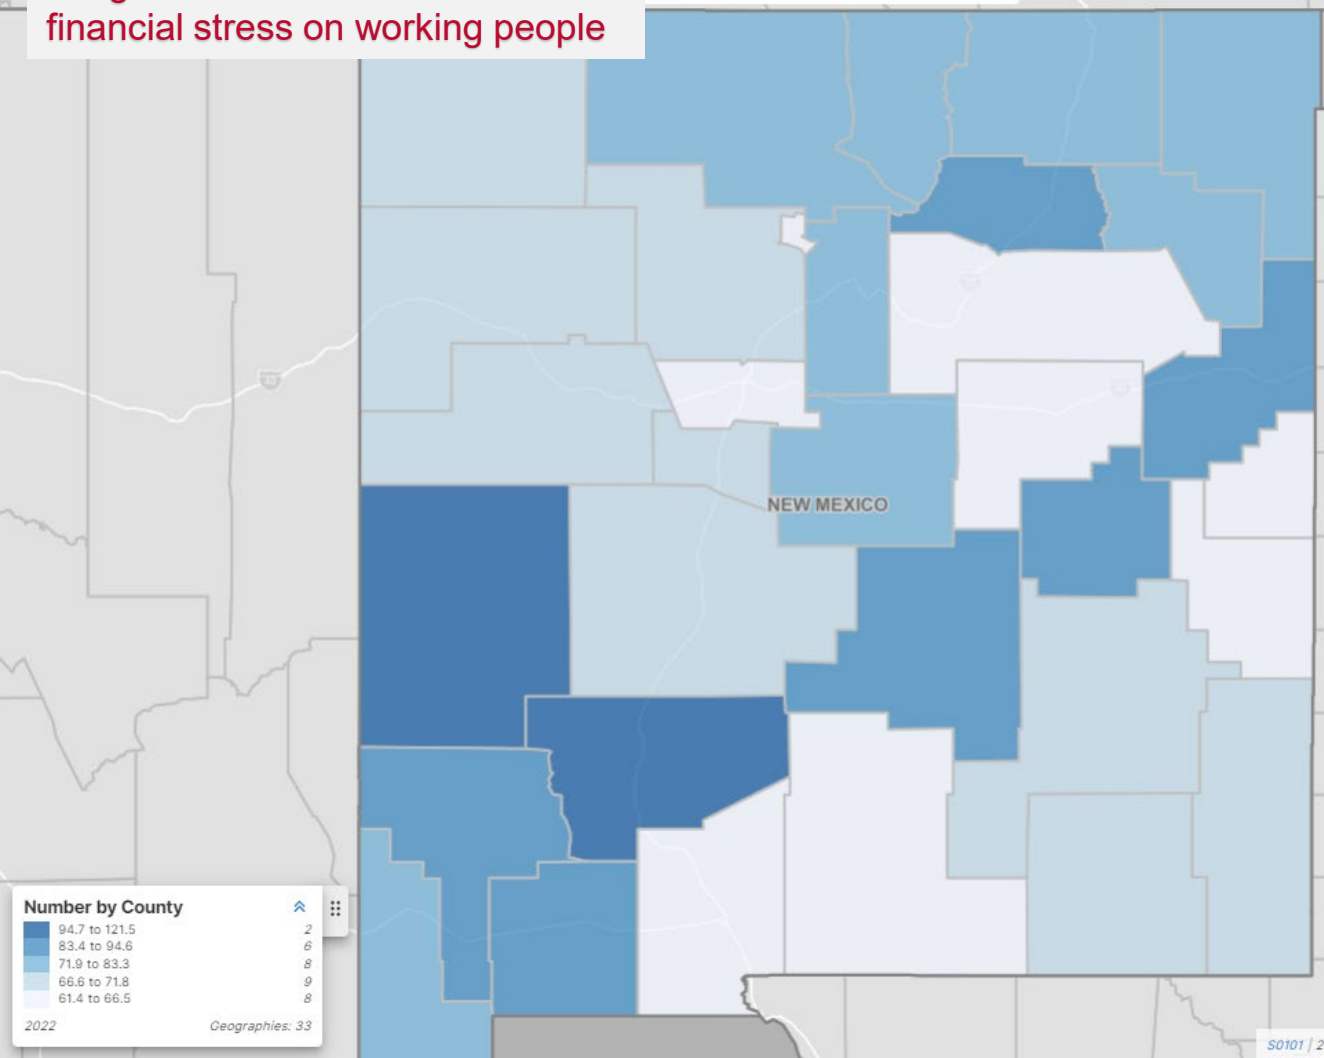 financial stress on working people
NEW MEXICO
Number by County
94.7 to 121.5 2
83.4 to 94.6 6
71.9 to 83.3 8
66.6 to 71.8 9
61.4 to 66.5 8
2022 Geographies: 33
S0101 | 2